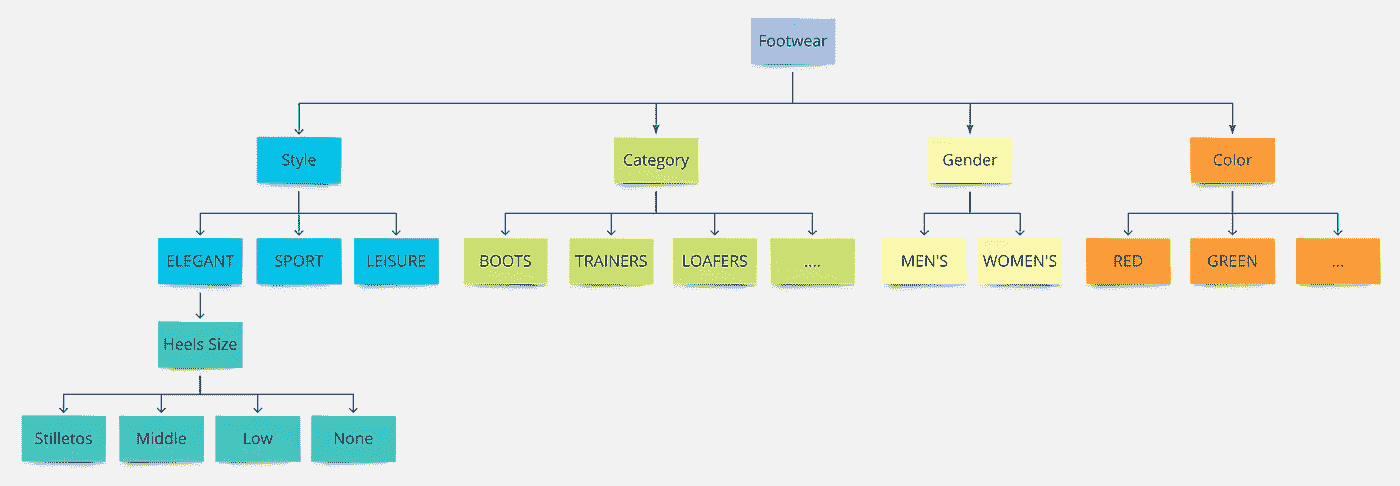 Footwear
Style
Category
Gender
Color
ELEGANT
SPORT
LEISURE
BOOTS
TRAINERS
LOAFERS
....
MEN'S
WOMEN'S
RED
GREEN
...
Heels Size
Stilletos
Middle
Low
None